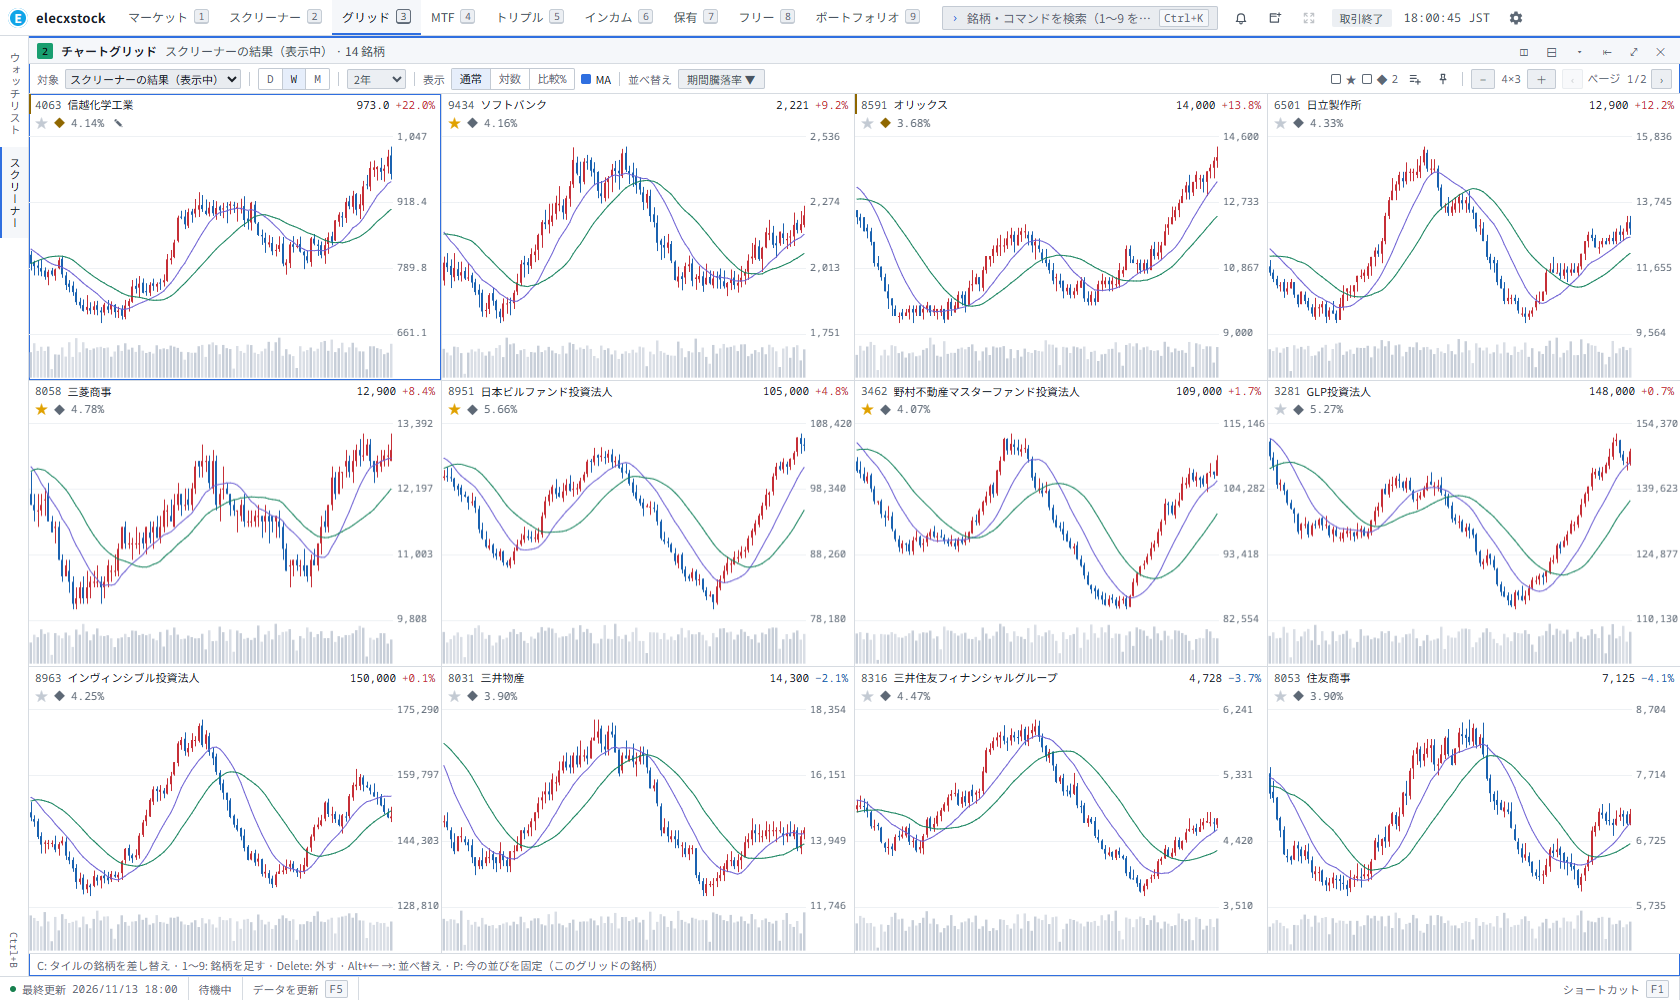 E elecxstock マーケット 1 スクリーナー 2 グリッド 3 MTF 4 トリプル 5 インカム 6 保有 7 フリー 8 ポートフォリオ 9 › 銘柄・コマンドを検索（1〜9 を… Ctrl+K 取引終了 18:00:45 JST
ウォッチリスト
スクリーナー
Ctrl+B
2 チャートグリッド スクリーナーの結果（表示中）・14 銘柄
対象 スクリーナーの結果（表示中） D W M 2年 表示 通常 対数 比較% MA 並べ替え 期間騰落率▼ ★ ◆ 2 − 4×3 + ‹ ページ 1/2 ›
4063 信越化学工業 973.0 +22.0%
★ ◆ 4.14%
1,047
918.4
789.8
661.1
9434 ソフトバンク 2,221 +9.2%
★ ◆ 4.16%
2,536
2,274
2,013
1,751
8591 オリックス 14,000 +13.8%
★ ◆ 3.68%
14,600
12,733
10,867
9,000
6501 日立製作所 12,900 +12.2%
★ ◆ 4.33%
15,836
13,745
11,655
9,564
8058 三菱商事 12,900 +8.4%
★ ◆ 4.78%
13,392
12,197
11,003
9,808
8951 日本ビルファンド投資法人 105,000 +4.8%
★ ◆ 5.66%
108,420
98,340
88,260
78,180
3462 野村不動産マスターファンド投資法人 109,000 +1.7%
★ ◆ 4.07%
115,146
104,282
93,418
82,554
3281 GLP投資法人 148,000 +0.7%
★ ◆ 5.27%
154,370
139,623
124,877
110,130
8963 インヴィンシブル投資法人 150,000 +0.1%
★ ◆ 4.25%
175,290
159,797
144,303
128,810
8031 三井物産 14,300 −2.1%
★ ◆ 3.90%
18,354
16,151
13,949
11,746
8316 三井住友フィナンシャルグループ 4,728 −3.7%
★ ◆ 4.47%
6,241
5,331
4,420
3,510
8053 住友商事 7,125 −4.1%
★ ◆ 3.90%
8,704
7,714
6,725
5,735
C: タイルの銘柄を差し替え・1〜9: 銘柄を足す・Delete: 外す・Alt+← →: 並べ替え・P: 今の並びを固定（このグリッドの銘柄）
● 最終更新 2026/11/13 18:00 待機中 データを更新 F5 ショートカット F1